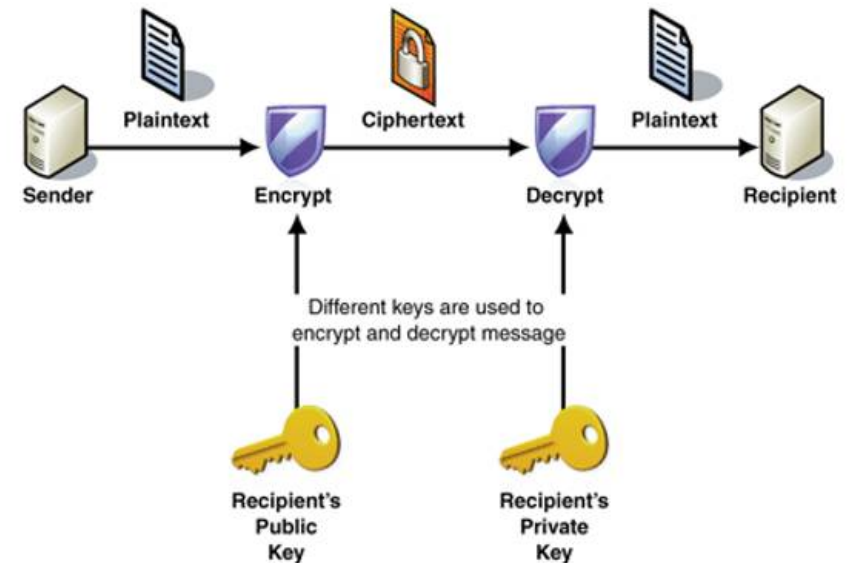 Plaintext
Ciphertext
Plaintext
Sender
Encrypt
Decrypt
Recipient
Different keys are used to
encrypt and decrypt message
Recipient's
Public
Key
Recipient's
Private
Key